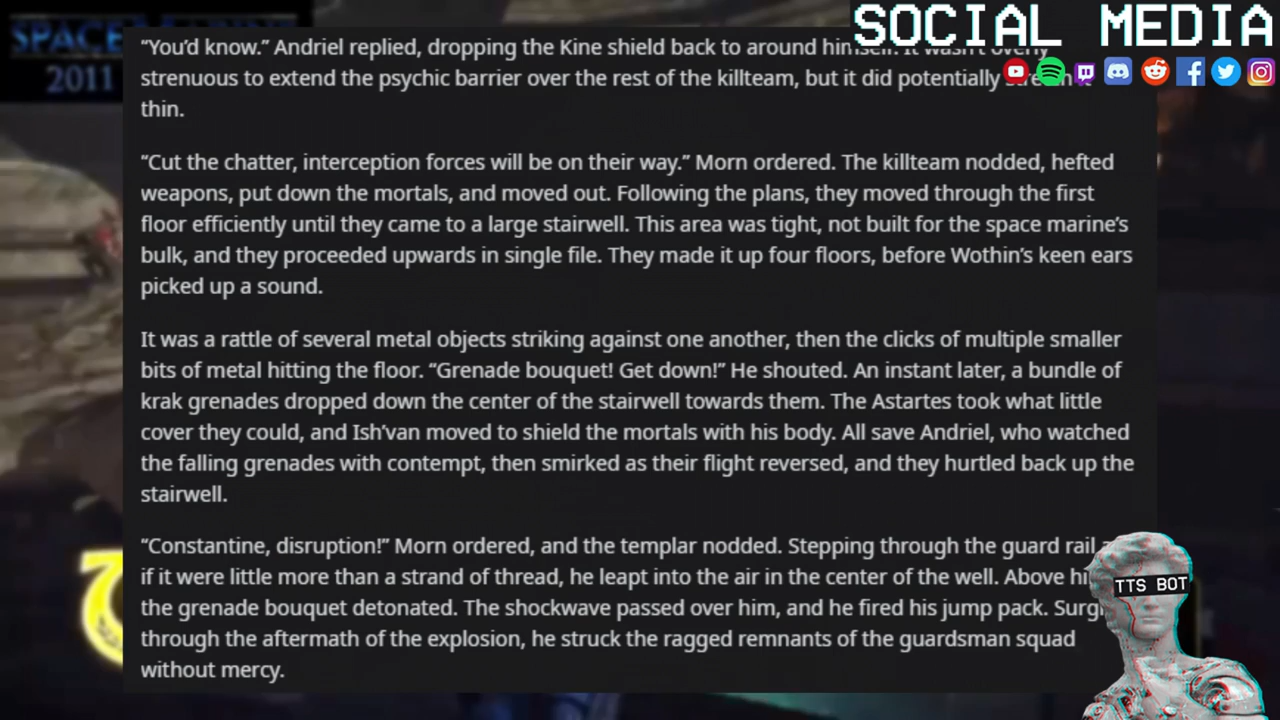 SPACE
2011
SOCIAL MEDIA
“You’d know.” Andriel replied, dropping the Kine shield back to around himself. It wasn’t overly
strenuous to extend the psychic barrier over the rest of the killteam, but it did potentially
thin.
“Cut the chatter, interception forces will be on their way.” Morn ordered. The killteam nodded, hefted
weapons, put down the mortals, and moved out. Following the plans, they moved through the first
floor efficiently until they came to a large stairwell. This area was tight, not built for the space marine’s
bulk, and they proceeded upwards in single file. They made it up four floors, before Wothin’s keen ears
picked up a sound.
It was a rattle of several metal objects striking against one another, then the clicks of multiple smaller
bits of metal hitting the floor. “Grenade bouquet! Get down!” He shouted. An instant later, a bundle of
krak grenades dropped down the center of the stairwell towards them. The Astartes took what little
cover they could, and Ish’van moved to shield the mortals with his body. All save Andriel, who watched
the falling grenades with contempt, then smirked as their flight reversed, and they hurtled back up the
stairwell.
“Constantine, disruption!” Morn ordered, and the templar nodded. Stepping through the guard rail
if it were little more than a strand of thread, he leapt into the air in the center of the well. Above
the grenade bouquet detonated. The shockwave passed over him, and he fired his jump pack.
through the aftermath of the explosion, he struck the ragged remnants of the guardsman squad
without mercy.
TTS BOT